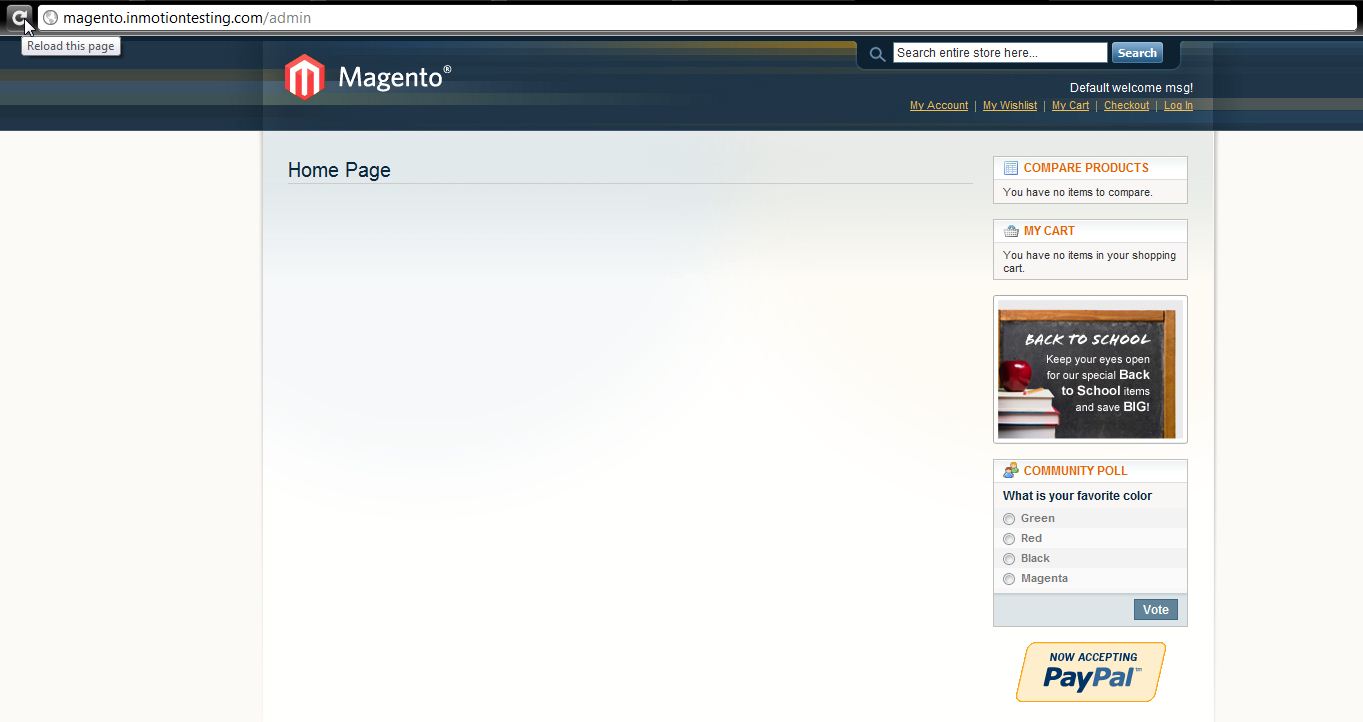 magento.inmotiontesting.com/admin
Reload this page
Magento®
Search entire store here...
Search
Default welcome msg!
My Account | My Wishlist | My Cart | Checkout | Log In
Home Page
COMPARE PRODUCTS
You have no items to compare.
MY CART
You have no items in your shopping
cart.
BACK TO SCHOOL
Keep your eyes open
for our special Back
to School items
and save BIG!
COMMUNITY POLL
What is your favorite color
Green
Red
Black
Magenta
Vote
NOW ACCEPTING
PayPal™